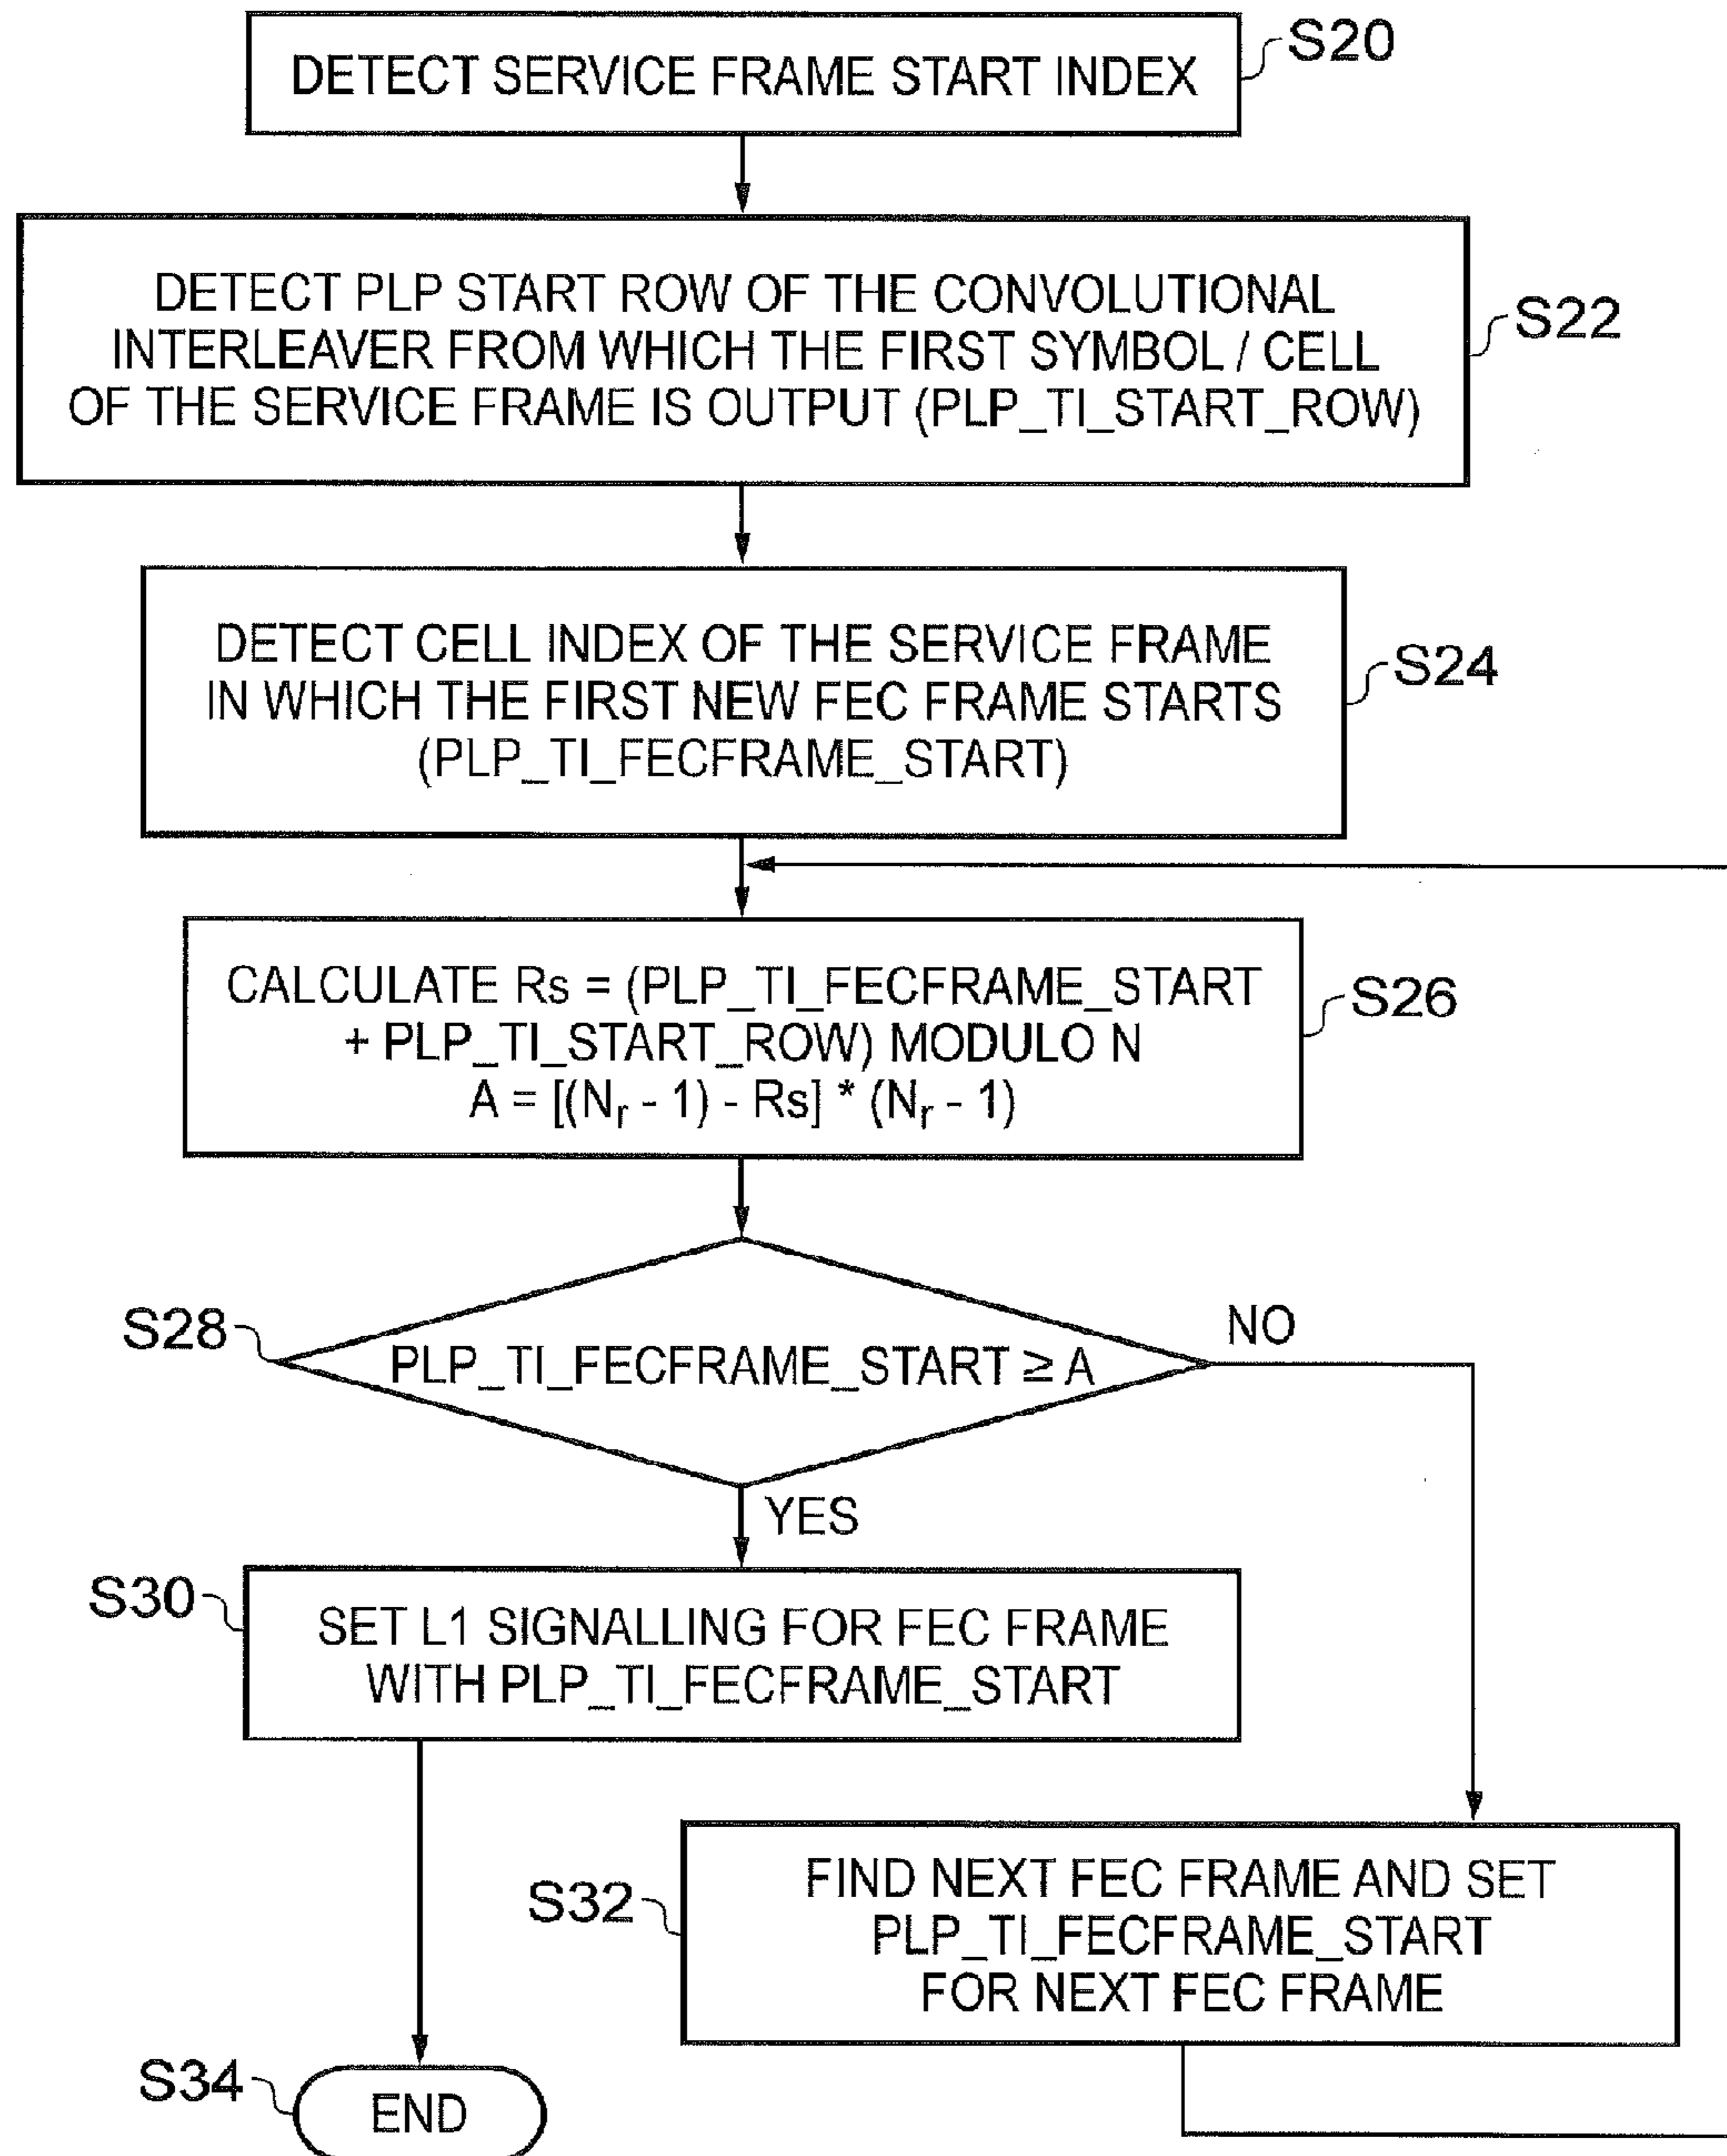 DETECT SERVICE FRAME START INDEX
S20
DETECT PLP START ROW OF THE CONVOLUTIONAL
INTERLEAVER FROM WHICH THE FIRST SYMBOL / CELL
OF THE SERVICE FRAME IS OUTPUT (PLP_TI_START_ROW)
S22
DETECT CELL INDEX OF THE SERVICE FRAME
IN WHICH THE FIRST NEW FEC FRAME STARTS
(PLP_TI_FECFRAME_START)
S24
CALCULATE Rs = (PLP_TI_FECFRAME_START
+ PLP_TI_START_ROW) MODULO N
A = [(Nr - 1) - Rs] * (Nr - 1)
S26
S28
PLP_TI_FECFRAME_START ≥ A
NO
YES
S30
SET L1 SIGNALLING FOR FEC FRAME
WITH PLP_TI_FECFRAME_START
S32
FIND NEXT FEC FRAME AND SET
PLP_TI_FECFRAME_START
FOR NEXT FEC FRAME
S34
END